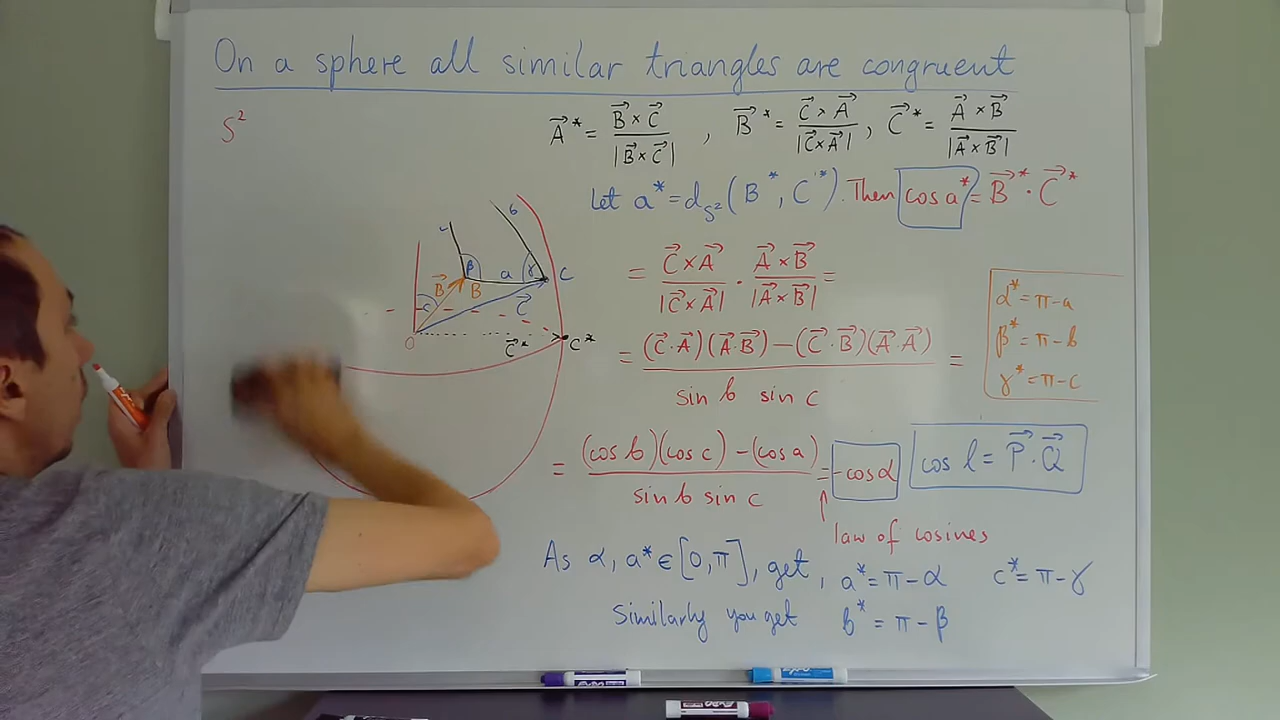 On a sphere all similar triangles are congruent
S²
A⃗* = B⃗ × C⃗ / |B⃗ × C⃗| , B⃗* = C⃗ × A⃗ / |C⃗ × A⃗| , C⃗* = A⃗ × B⃗ / |A⃗ × B⃗|
Let a* = d_S²(B*, C*). Then cos a* = B⃗* · C⃗*
= C⃗ × A⃗ / |C⃗ × A⃗| · A⃗ × B⃗ / |A⃗ × B⃗| =
= (C⃗ · A⃗)(A⃗ · B⃗) − (C⃗ · B⃗)(A⃗ · A⃗) / sin b sin c =
α* = π − a
β* = π − b
γ* = π − c
= (cos b)(cos c) − (cos a) / sin b sin c = −cos α
cos l = P⃗ · Q⃗
law of cosines
As α, a* ∈ [0, π], get, a* = π − α c* = π − γ
Similarly you get b* = π − β
b
β
a
γ
C
B⃗
B
c
C⃗
O
C⃗*
C*
EXPO